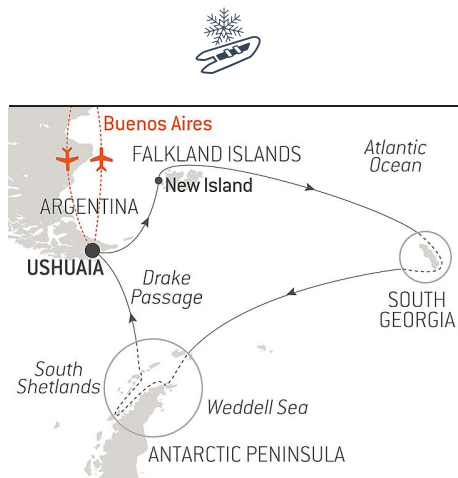 Buenos Aires
FALKLAND ISLANDS
Atlantic
Ocean
New Island
ARGENTINA
USHUAIA
Drake
Passage
SOUTH
GEORGIA
South
Shetlands
Weddell Sea
ANTARCTIC PENINSULA